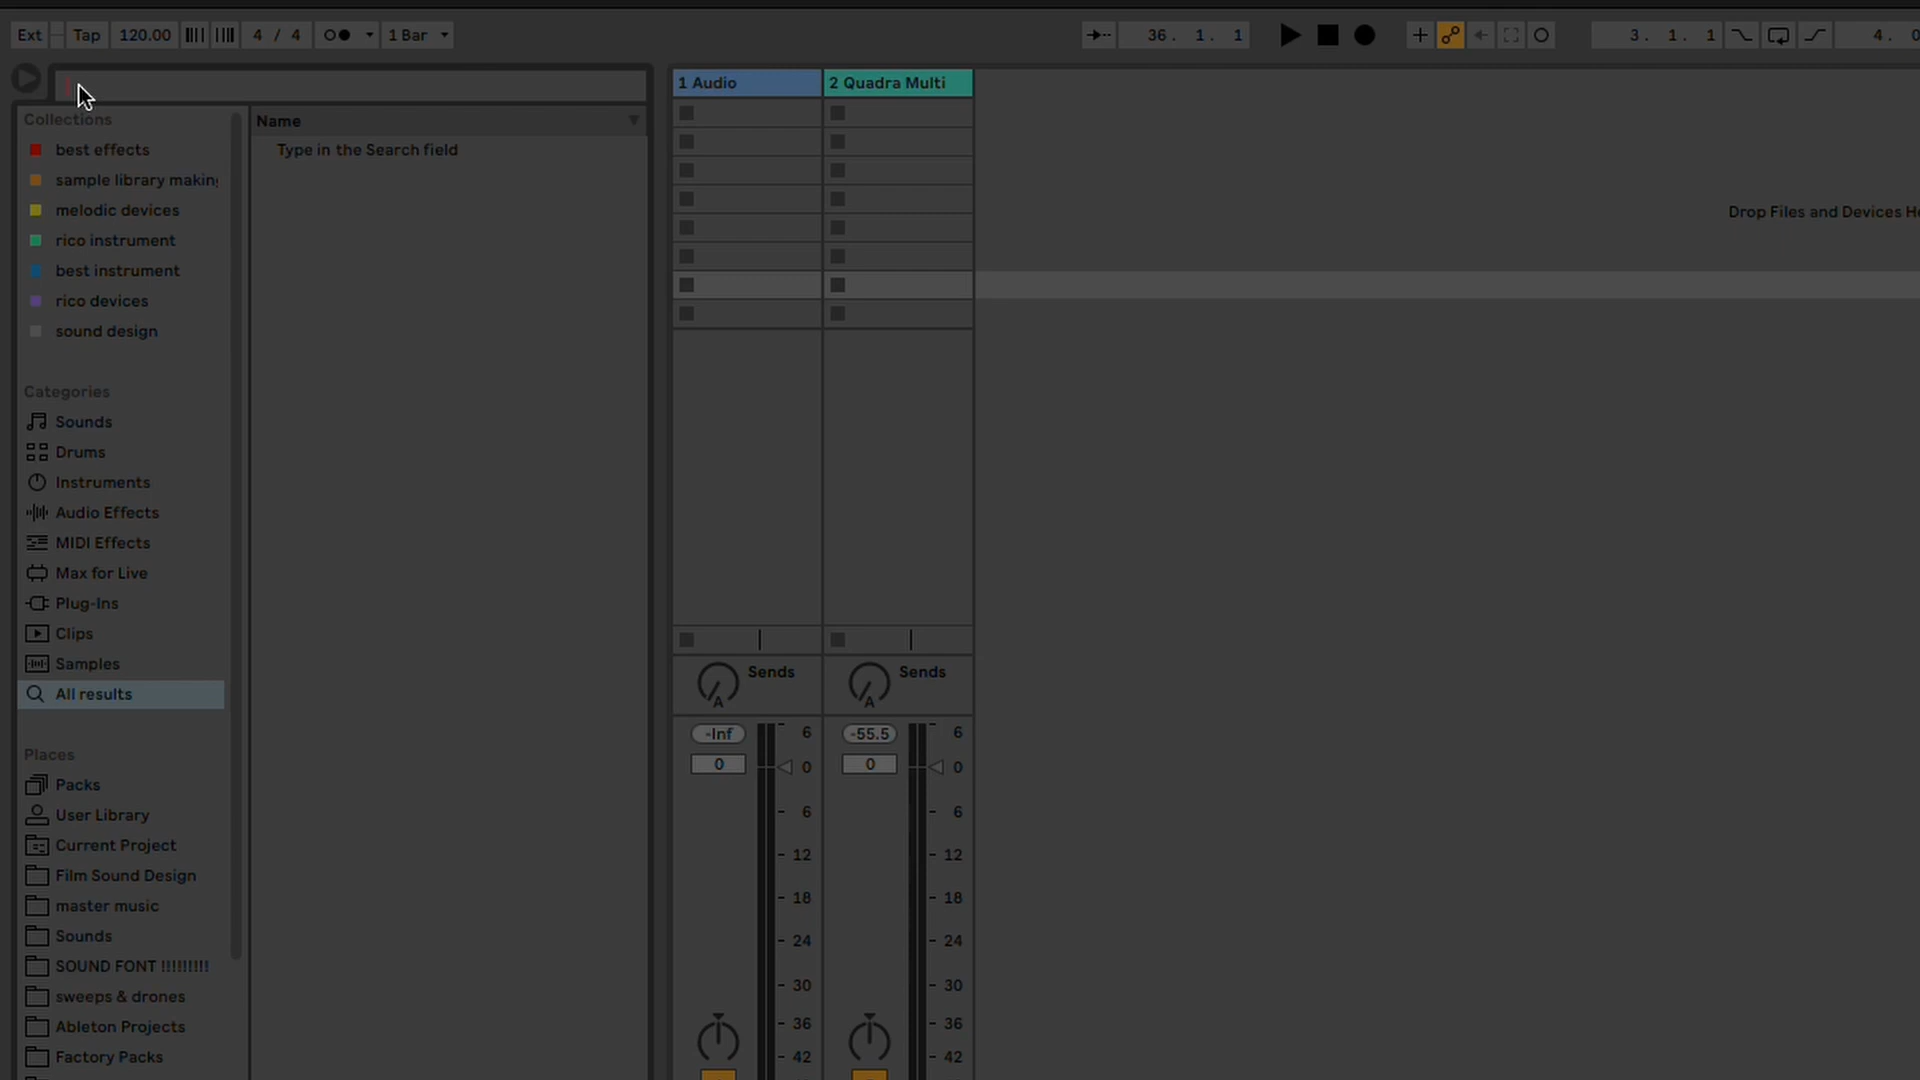 Ext Tap 120.00 4 / 4 1 Bar 36. 1. 1 3. 1. 1 4.
1 Audio 2 Quadra Multi
Collections
best effects
sample library making
melodic devices
rico instrument
best instrument
rico devices
sound design
Name
Type in the Search field
Drop Files and Devices He
Categories
Sounds
Drums
Instruments
Audio Effects
MIDI Effects
Max for Live
Plug-Ins
Clips
Samples
All results
Places
Packs
User Library
Current Project
Film Sound Design
master music
Sounds
SOUND FONT !!!!!!!!!
sweeps & drones
Ableton Projects
Factory Packs
Sends Sends
A A
-Inf 6 -55.5 6
0 0 0 0
6 6
12 12
18 18
24 24
30 30
36 36
42 42